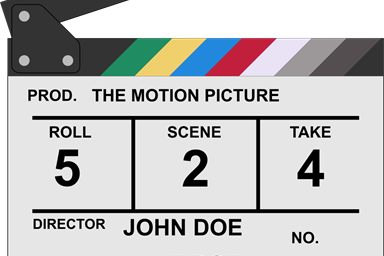 PROD. THE MOTION PICTURE
ROLL SCENE TAKE
5 2 4
DIRECTOR JOHN DOE
NO.